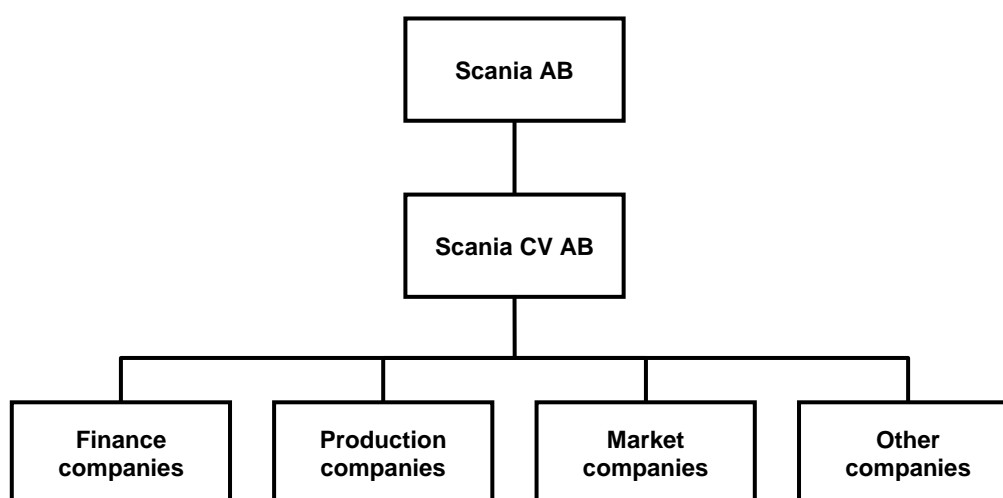 Scania AB
Scania CV AB
Finance
companies
Production
companies
Market
companies
Other
companies